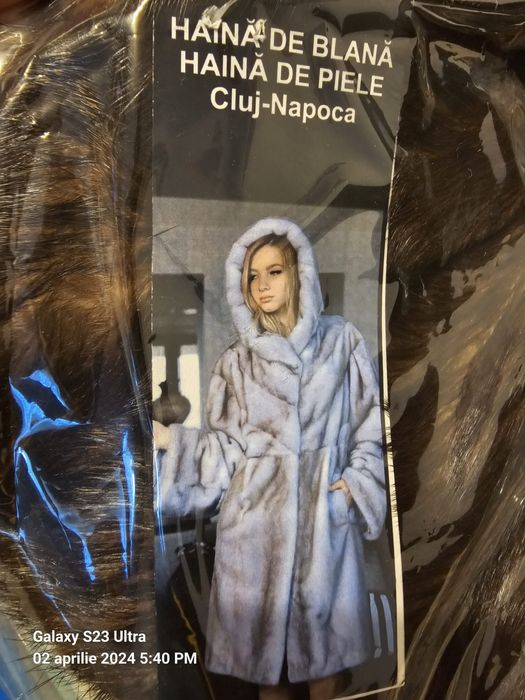 HAINĂ DE BLANĂ
HAINĂ DE PIELE
Cluj-Napoca
Galaxy S23 Ultra
02 aprilie 2024 5:40 PM